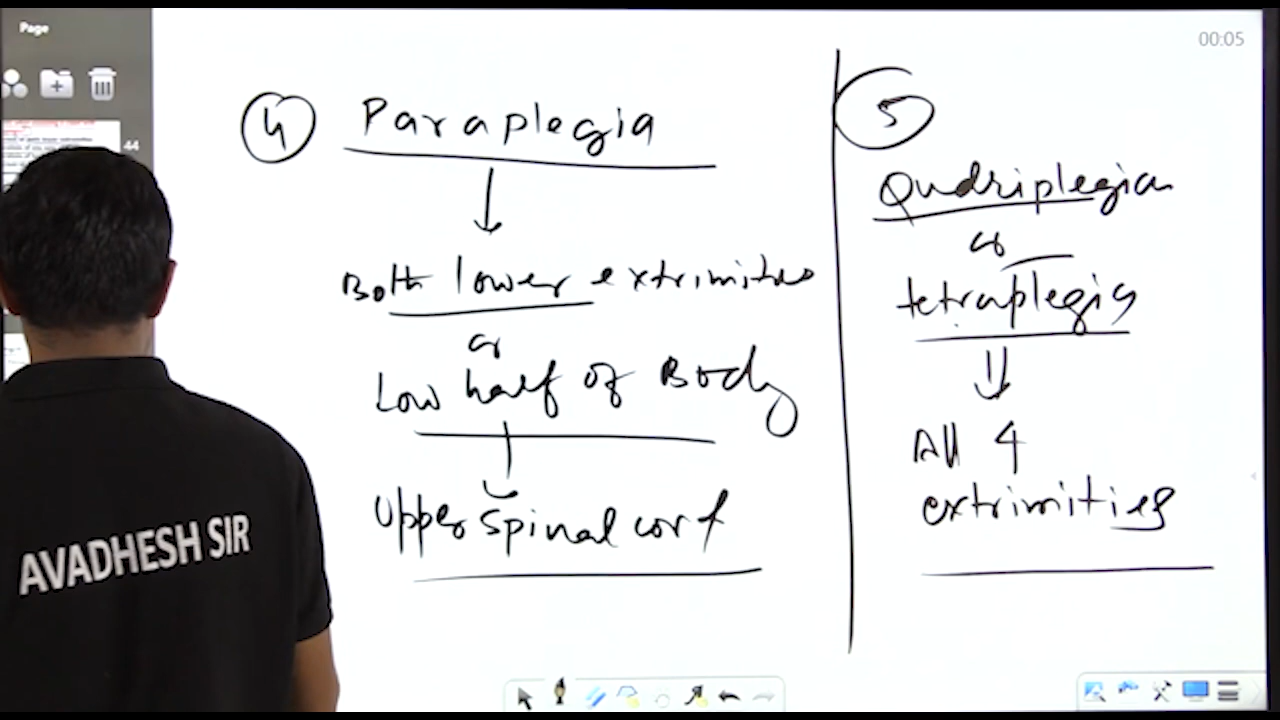 Page
00:05
44
4 Paraplegia
Both lower extrimities
or
Low half of Body
Upper spinal cord
5
Quadriplegia
or
tetraplegia
All 4
extrimities
AVADHESH SIR